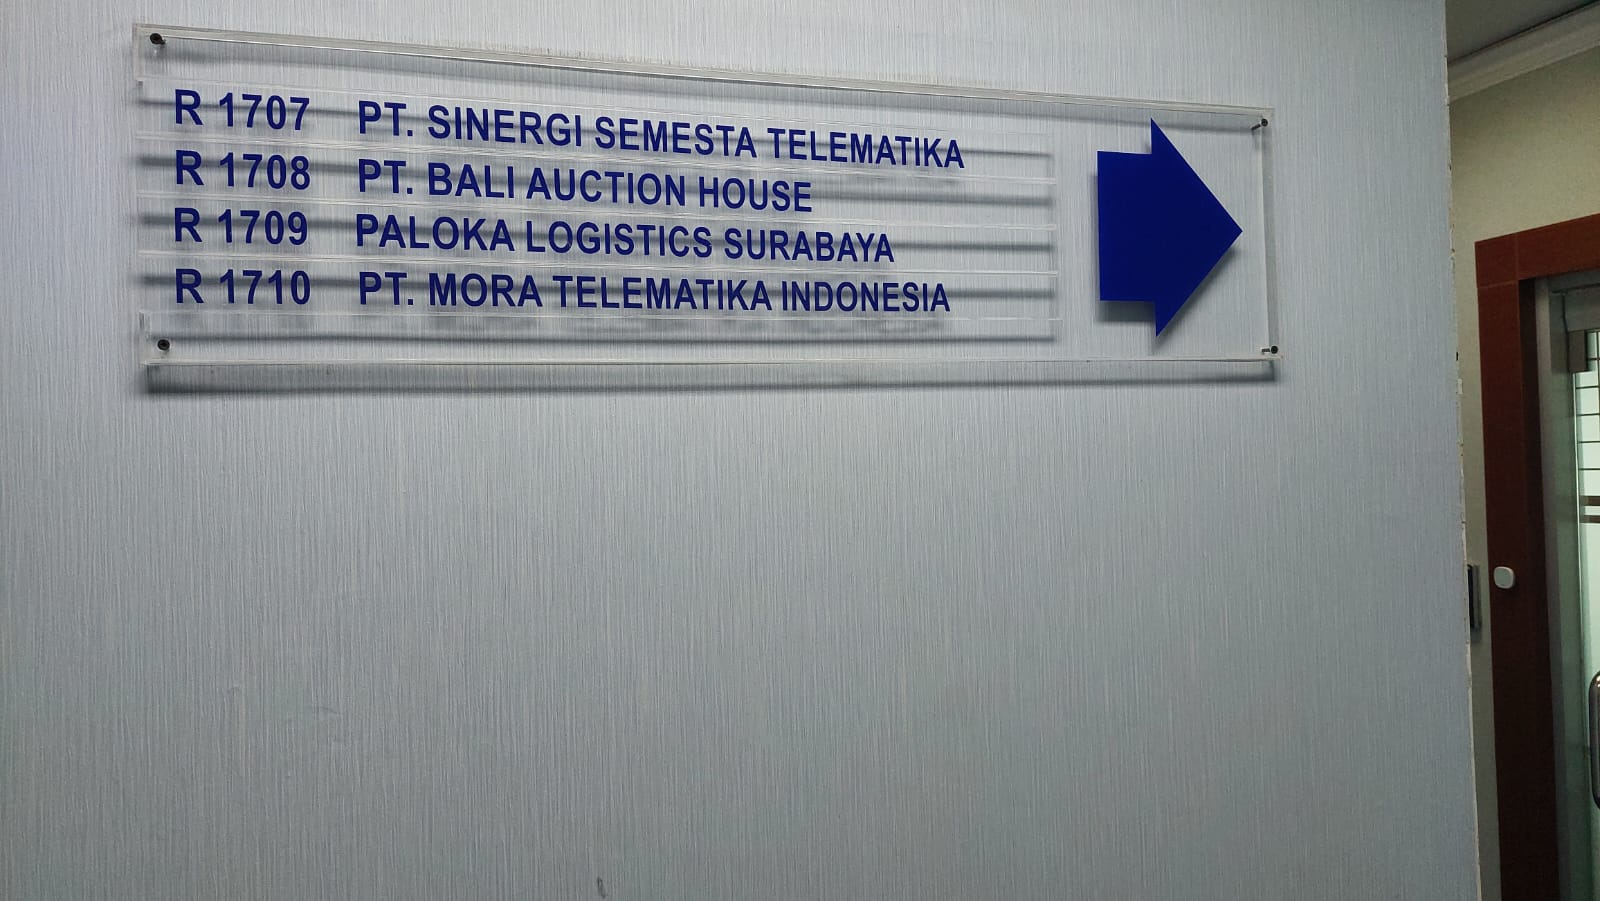 R 1707 PT. SINERGI SEMESTA TELEMATIKA
R 1708 PT. BALI AUCTION HOUSE
R 1709 PALOKA LOGISTICS SURABAYA
R 1710 PT. MORA TELEMATIKA INDONESIA